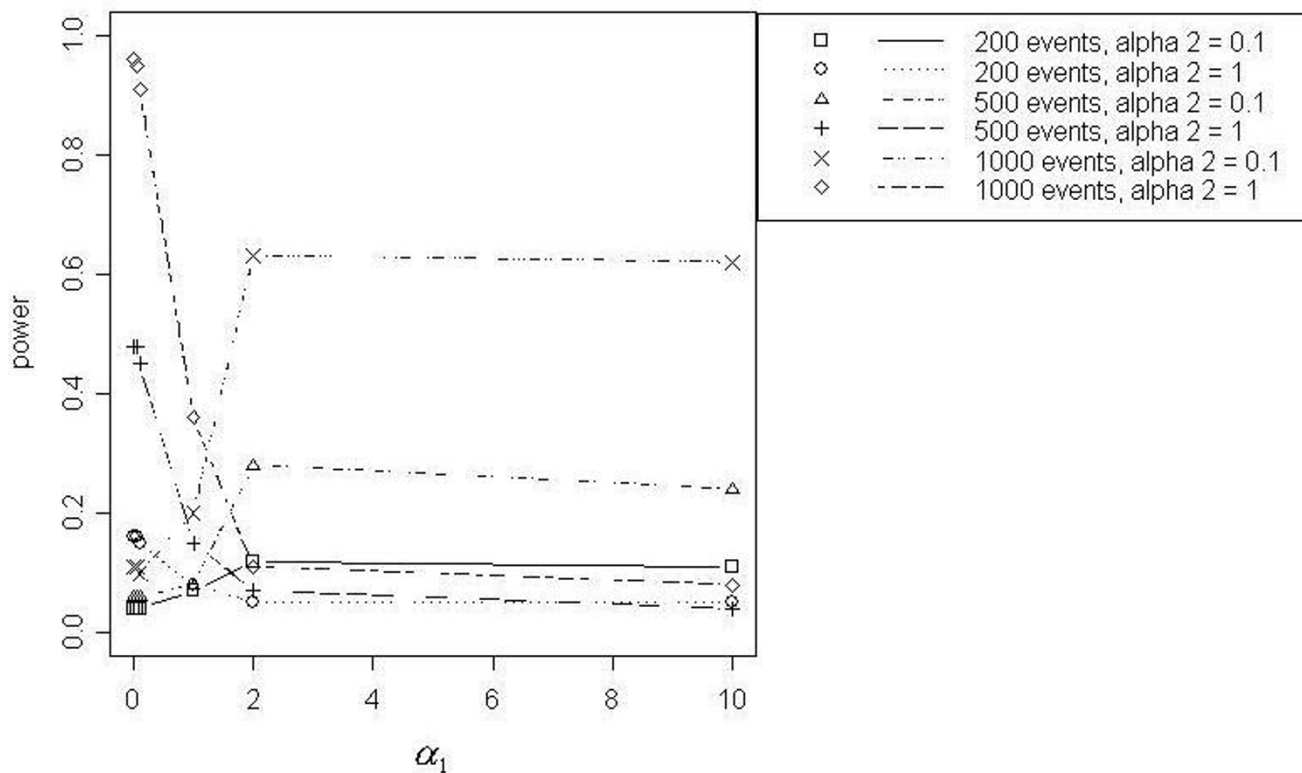 1.0
0.8
0.6
0.4
0.2
0.0
power
0 2 4 6 8 10
α₁
200 events, alpha 2 = 0.1
200 events, alpha 2 = 1
500 events, alpha 2 = 0.1
500 events, alpha 2 = 1
1000 events, alpha 2 = 0.1
1000 events, alpha 2 = 1